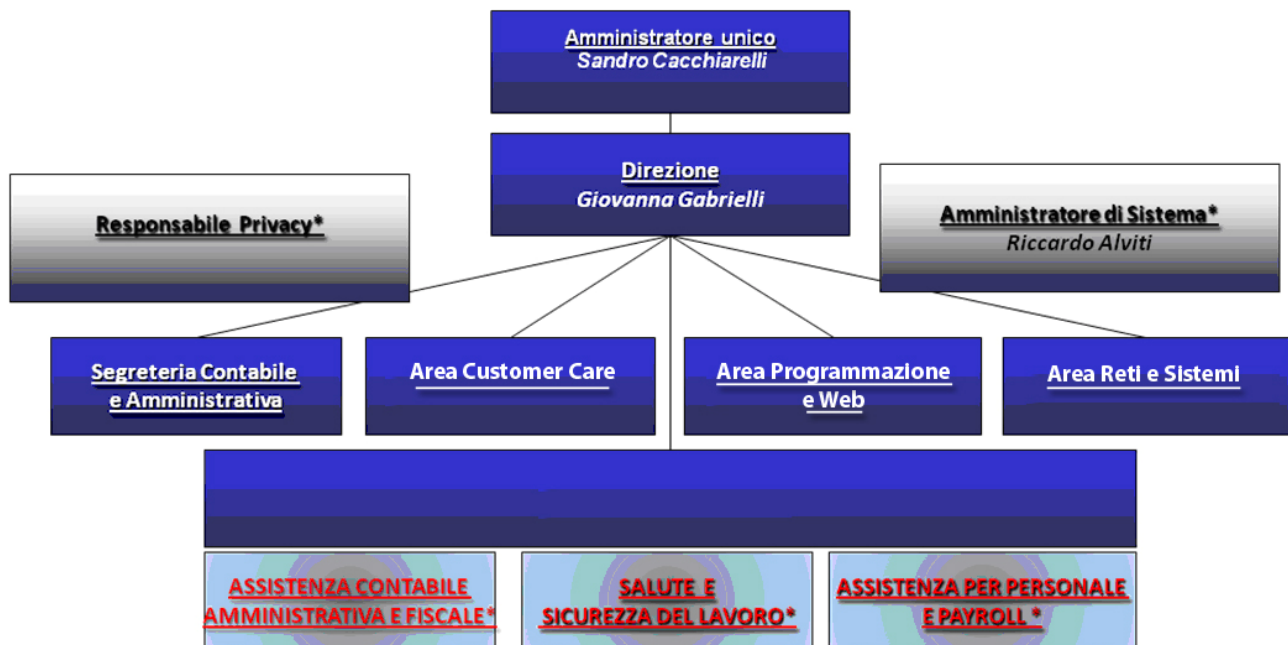 Amministratore unico
Sandro Cacchiarelli
Direzione
Giovanna Gabrielli
Responsabile Privacy*
Amministratore di Sistema*
Riccardo Alviti
Segreteria Contabile
e Amministrativa
Area Customer Care
Area Programmazione
e Web
Area Reti e Sistemi
ASSISTENZA CONTABILE
AMMINISTRATIVA E FISCALE*
SALUTE E
SICUREZZA DEL LAVORO*
ASSISTENZA PER PERSONALE
E PAYROLL *